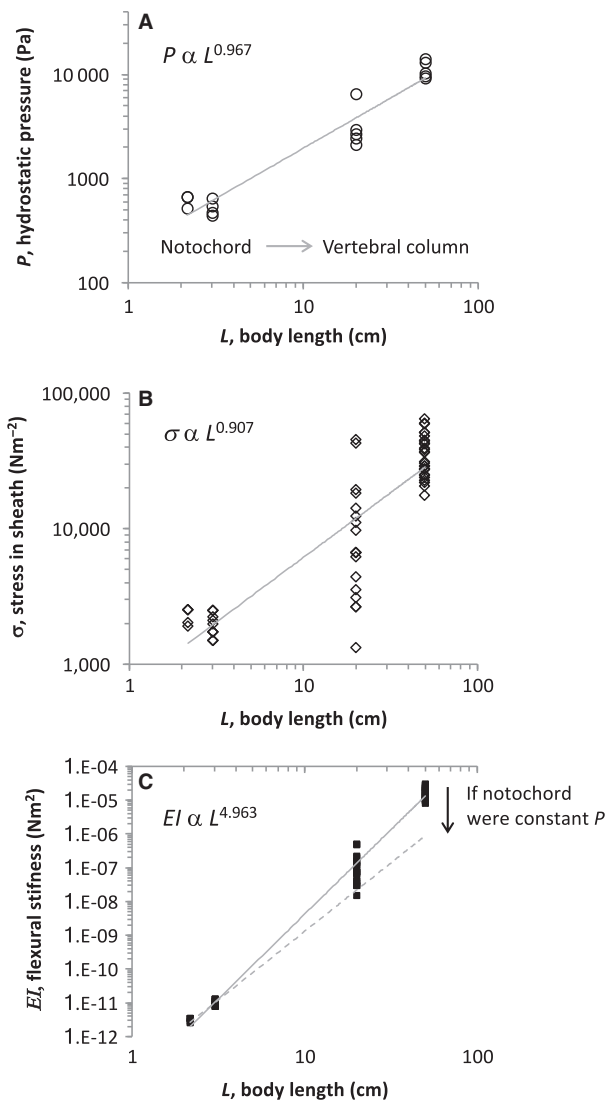 A
P α L^0.967
P, hydrostatic pressure (Pa)
10 000
1000
100
Notochord → Vertebral column
1 10 100
L, body length (cm)
B
σ α L^0.907
σ, stress in sheath (Nm⁻²)
100,000
10,000
1,000
1 10 100
L, body length (cm)
C
EI α L^4.963
EI, flexural stifness (Nm²)
1.E-04
1.E-05
1.E-06
1.E-07
1.E-08
1.E-09
1.E-10
1.E-11
1.E-12
If notochord
were constant P
1 10 100
L, body length (cm)